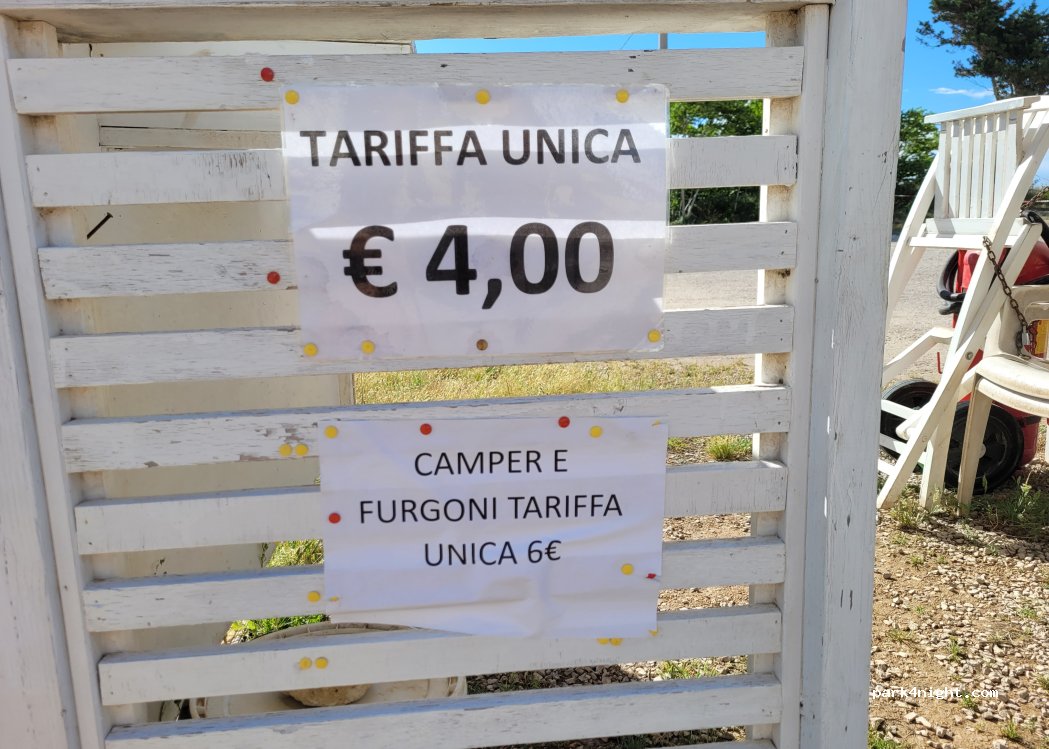 TARIFFA UNICA
€ 4,00
CAMPER E
FURGONI TARIFFA
UNICA 6€
park4night.com